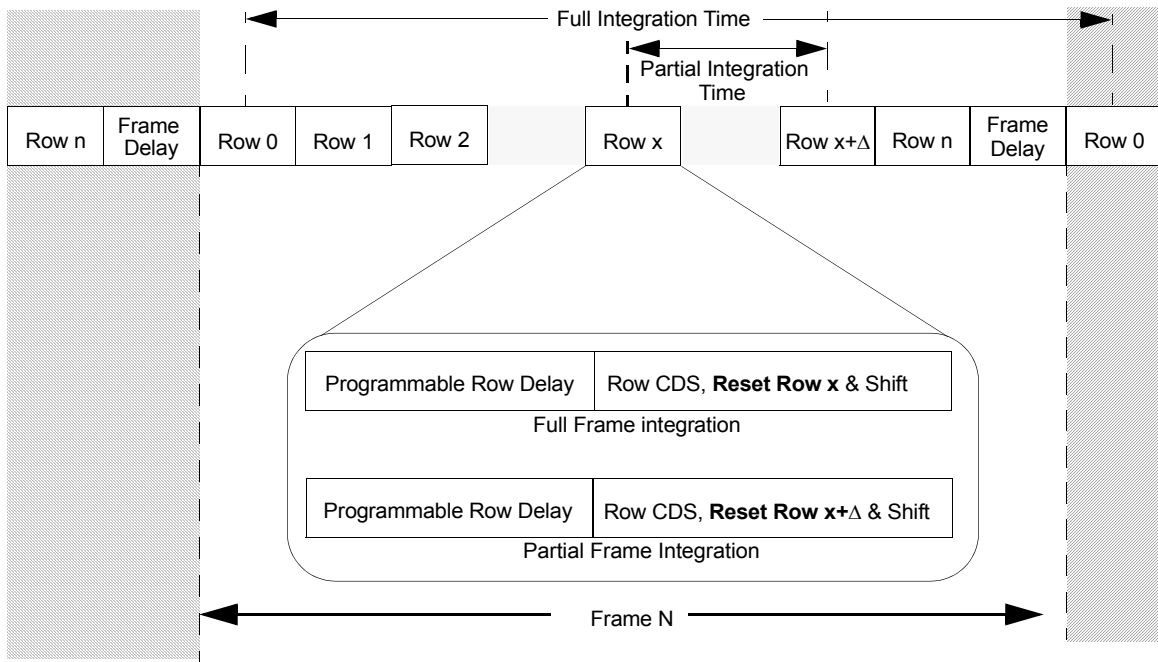 Full Integration Time
Partial Integration
Time
Row n
Frame
Delay
Row 0
Row 1
Row 2
Row x
Row x+Δ
Row n
Frame
Delay
Row 0
Programmable Row Delay
Row CDS, Reset Row x & Shift
Full Frame integration
Programmable Row Delay
Row CDS, Reset Row x+Δ & Shift
Partial Frame Integration
Frame N